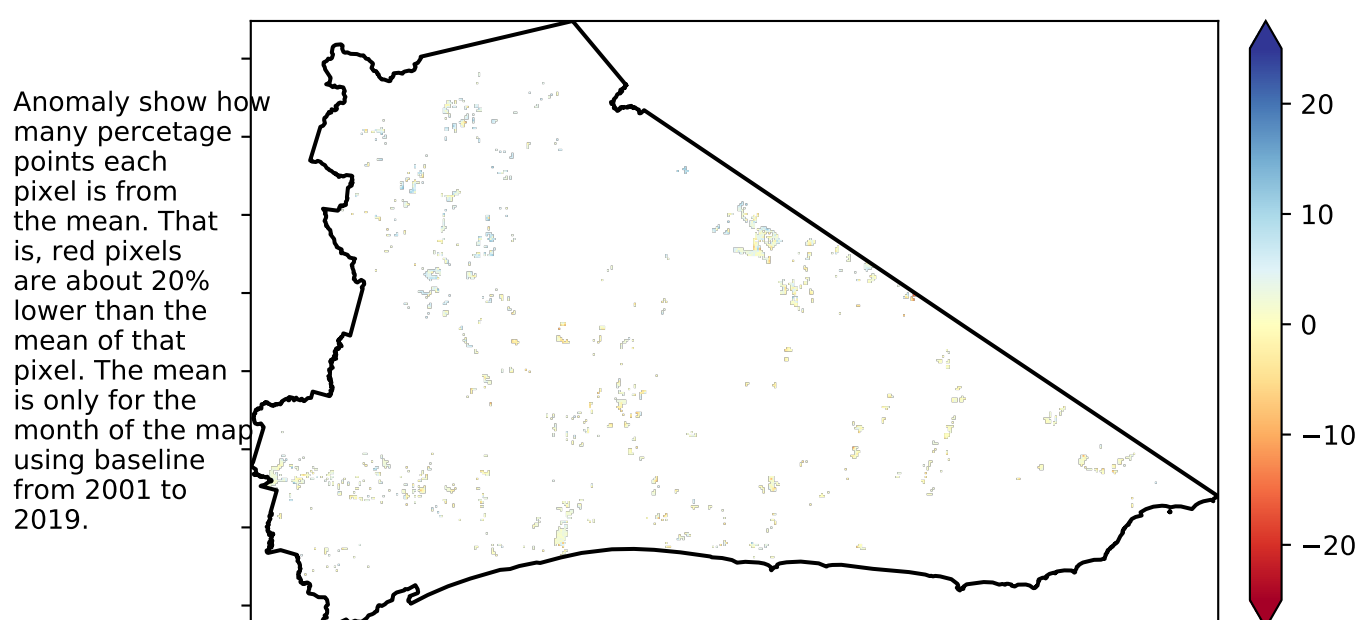 Anomaly show how
many percetage
points each
pixel is from
the mean. That
is, red pixels
are about 20%
lower than the
mean of that
pixel. The mean
is only for the
month of the map
using baseline
from 2001 to
2019.
20
10
0
−10
−20